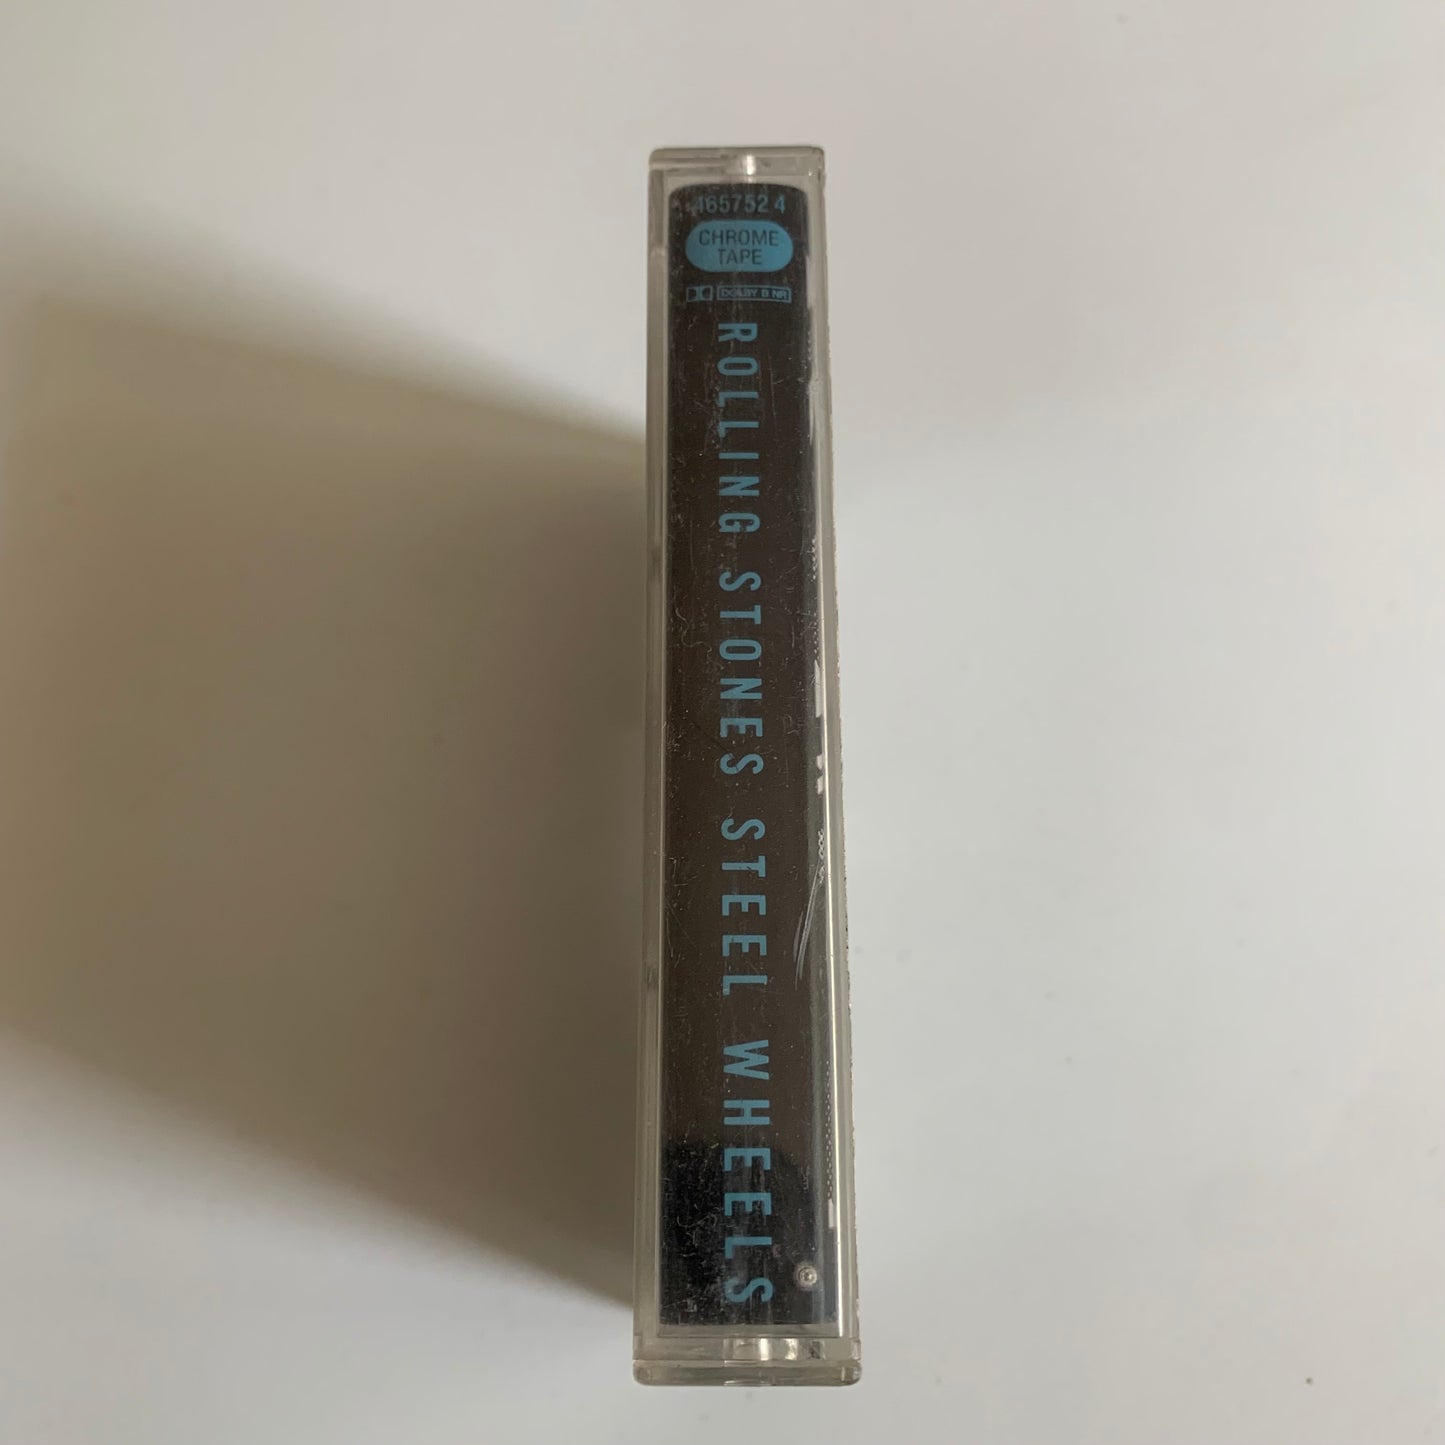 465752 4
CHROME
TAPE
DOLBY B NR
ROLLING STONES STEEL WHEELS